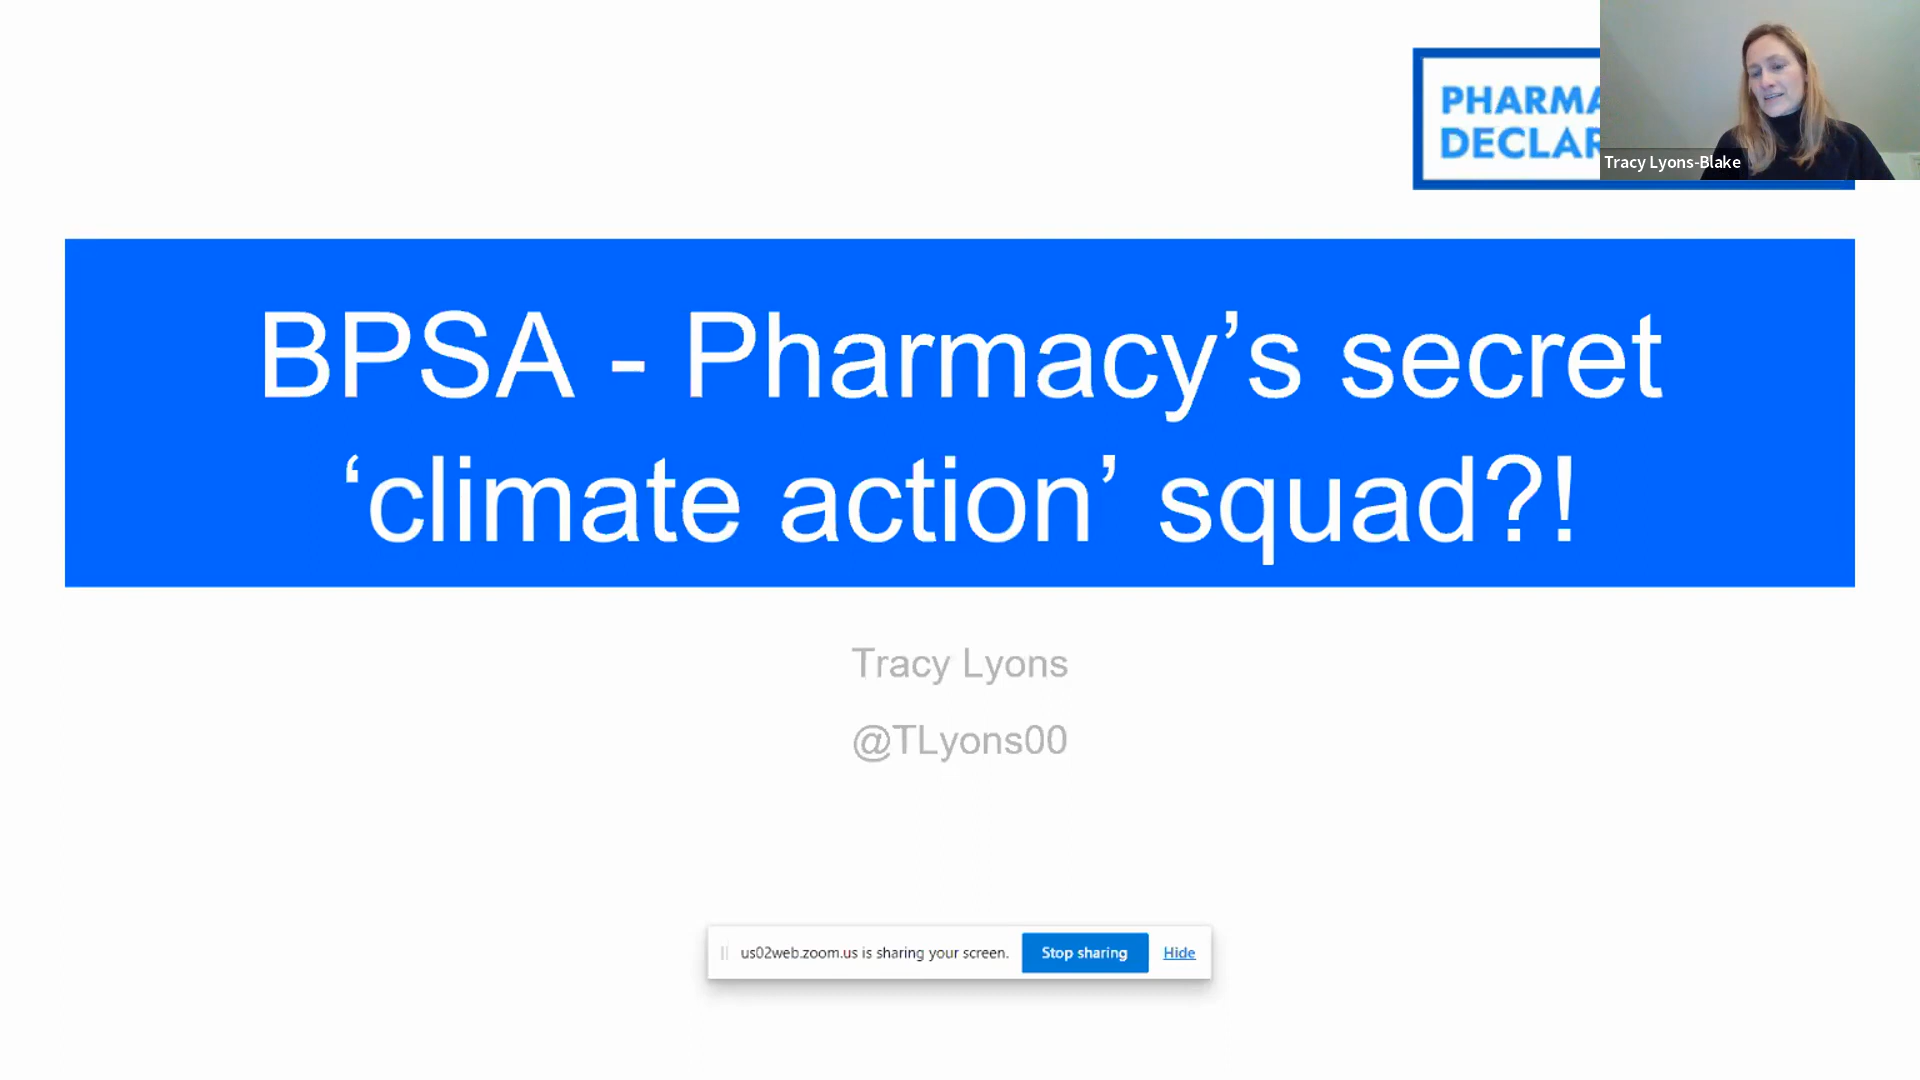 PHARMA
DECLAR
Tracy Lyons-Blake
BPSA - Pharmacy’s secret
‘climate action’ squad?!
Tracy Lyons
@TLyons00
us02web.zoom.us is sharing your screen. Stop sharing Hide